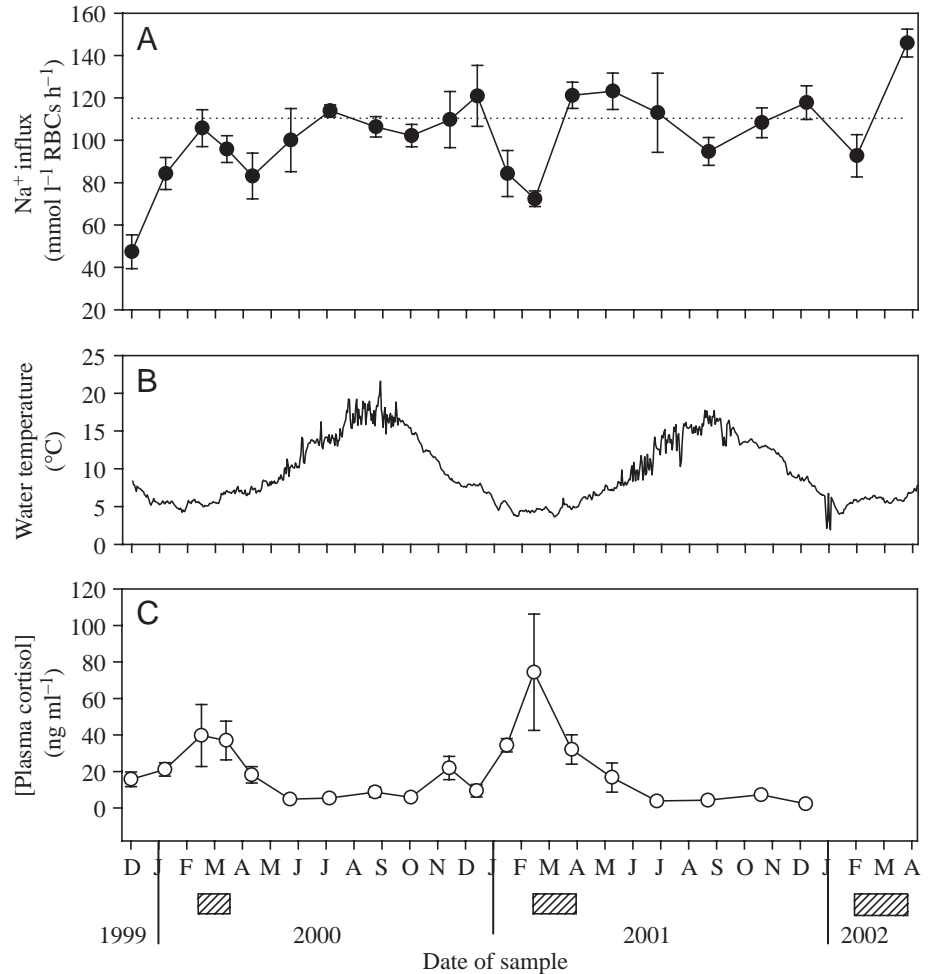 A
160
140
120
100
80
60
40
20
Na⁺ influx
(mmol l⁻¹ RBCs h⁻¹)
B
25
20
15
10
5
0
Water temperature
(°C)
C
120
100
80
60
40
20
0
[Plasma cortisol]
(ng ml⁻¹)
D J F M A M J J A S O N D J F M A M J J A S O N D J F M A
1999 2000 2001 2002
Date of sample